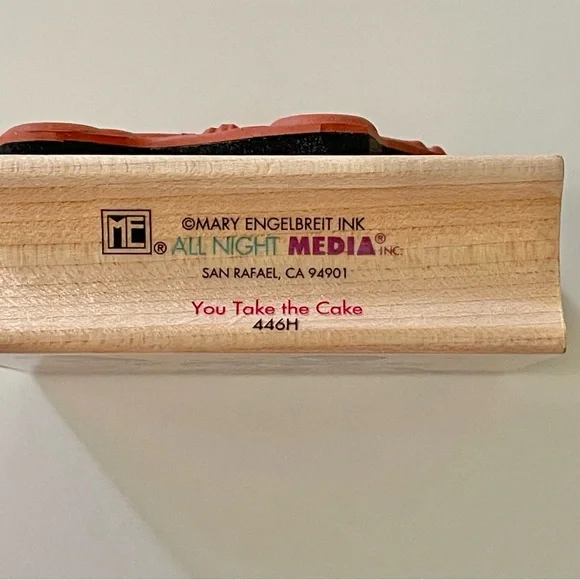 ©MARY ENGELBREIT INK
ME ® ALL NIGHT MEDIA® INC.
SAN RAFAEL, CA 94901
You Take the Cake
446H